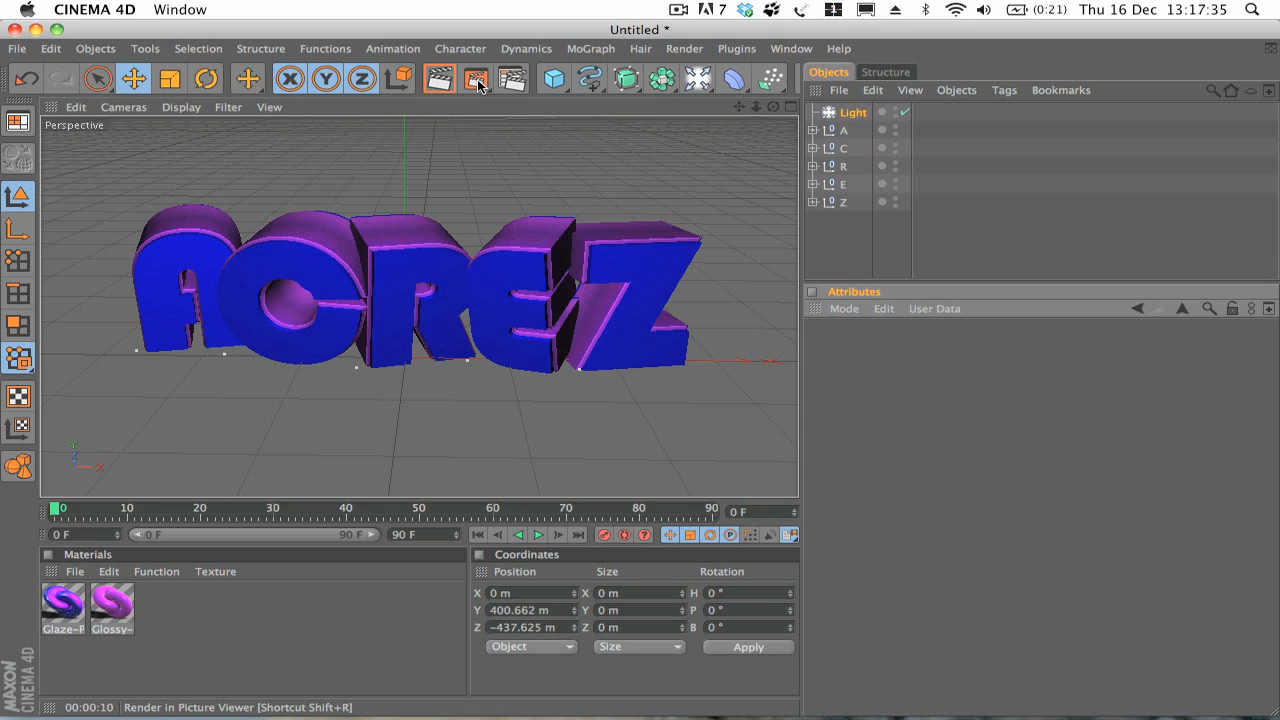 CINEMA 4D Window
7
(0:21) Thu 16 Dec 13:17:35
Untitled *
File Edit Objects Tools Selection Structure Functions Animation Character Dynamics MoGraph Hair Render Plugins Window Help
X Y Z
Objects Structure
Edit Cameras Display Filter View
File Edit View Objects Tags Bookmarks
Perspective
Light
A
C
R
E
Z
ACREZ
Attributes
Mode Edit User Data
Y
Z
X
0 10 20 30 40 50 60 70 80 90
0 F
0 F 0 F 90 F 90 F
Materials
Coordinates
File Edit Function Texture
Position Size Rotation
X 0 m X 0 m H 0 °
Y 400.662 m Y 0 m P 0 °
Z -437.625 m Z 0 m B 0 °
Glaze-P Glossy-
Object Size Apply
MAXON
CINEMA 4D
00:00:10 Render in Picture Viewer [Shortcut Shift+R]